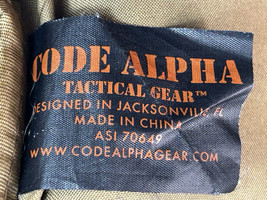 CODE ALPHA
TACTICAL GEAR™
DESIGNED IN JACKSONVILLE, FL
MADE IN CHINA
ASI 70649
WWW.CODEALPHAGEAR.COM